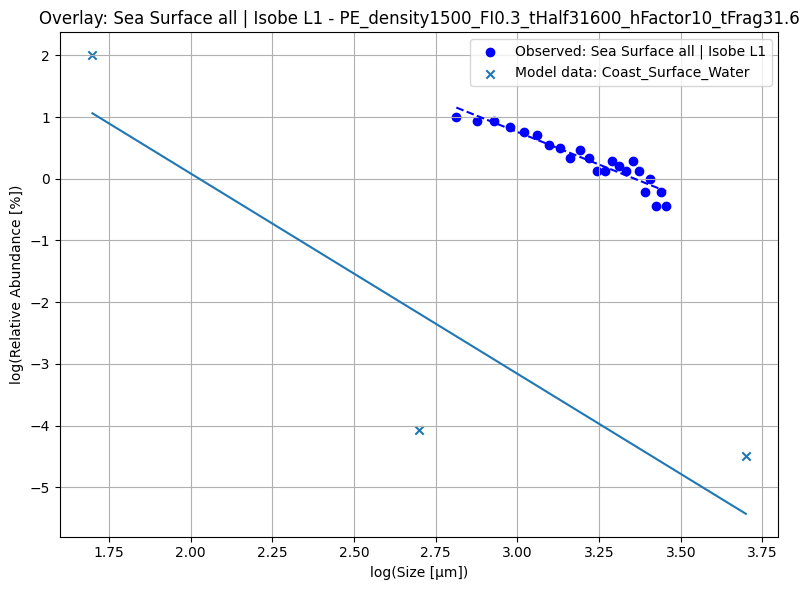 Overlay: Sea Surface all | Isobe L1 - PE_density1500_FI0.3_tHalf31600_hFactor10_tFrag31.6
Observed: Sea Surface all | Isobe L1
Model data: Coast_Surface_Water
2
1
0
−1
−2
−3
−4
−5
log(Relative Abundance [%])
1.75 2.00 2.25 2.50 2.75 3.00 3.25 3.50 3.75
log(Size [µm])